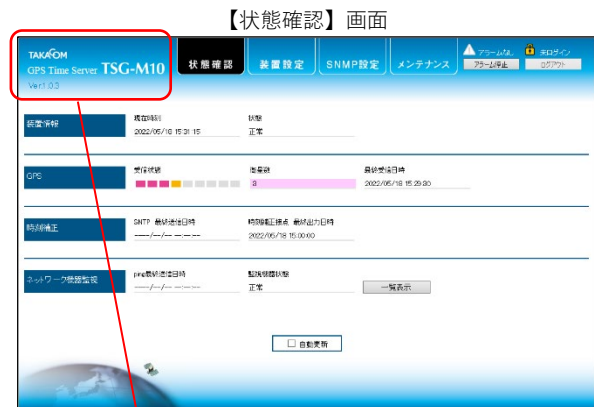 【状態確認】画面
TAKACOM
GPS Time Server TSG-M10
Ver1.0.3
状態確認
装置設定
SNMP設定
メンテナンス
アラームなし
アラーム停止
未ログイン
ログアウト
装置情報
現在時刻
2022/05/18 15:31:15
状態
正常
GPS
受信状態
衛星数
8
最終受信日時
2022/05/18 15:29:30
時刻補正
SNTP 最終送信日時
----/--/-- --:--:--
時刻補正接点 最終出力日時
2022/05/18 15:00:00
ネットワーク機器監視
ping最終送信日時
----/--/-- --:--:--
監視機器状態
正常
一覧表示
自動更新